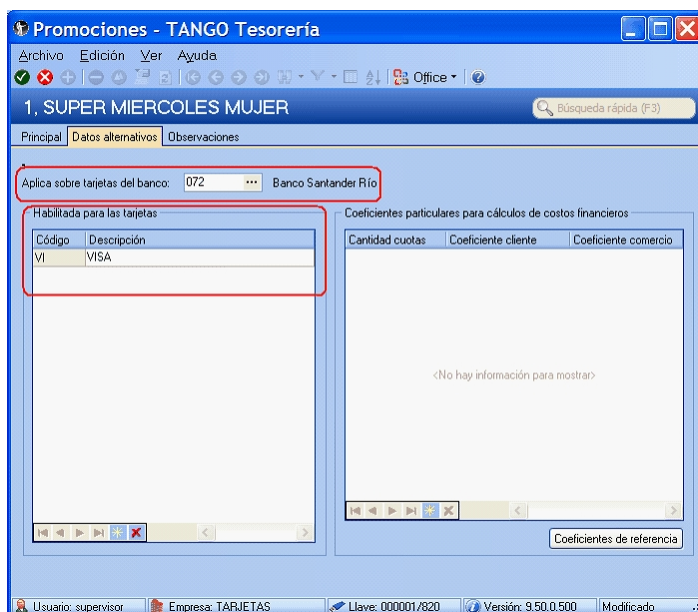 Promociones - TANGO Tesorería
Archivo Edición Ver Ayuda
Office
1, SUPER MIERCOLES MUJER
Búsqueda rápida (F3)
Principal Datos alternativos Observaciones
Aplica sobre tarjetas del banco: 072 ... Banco Santander Río
Habilitada para las tarjetas
Código Descripción
VI VISA
Coeficientes particulares para cálculos de costos financieros
Cantidad cuotas Coeficiente cliente Coeficiente comercio
<No hay información para mostrar>
Coeficientes de referencia
Usuario: supervisor Empresa: TARJETAS Llave: 000001/820 Versión: 9.50.0.500 Modificado